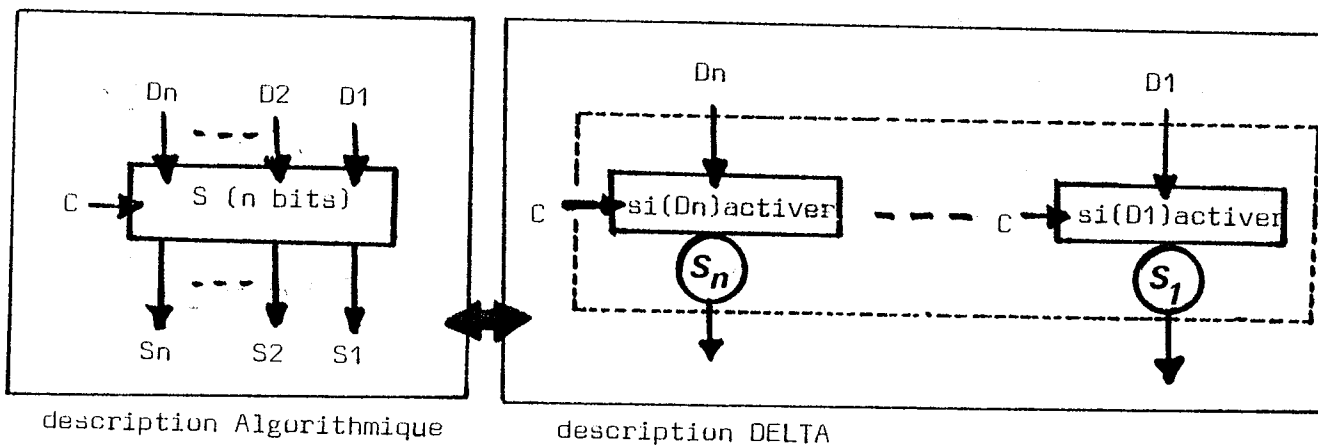 Dn D2 D1
C S (n bits)
Sn S2 S1
description Algorithmique
Dn D1
C si(Dn)activer C si(D1)activer
Sn S1
description DELTA